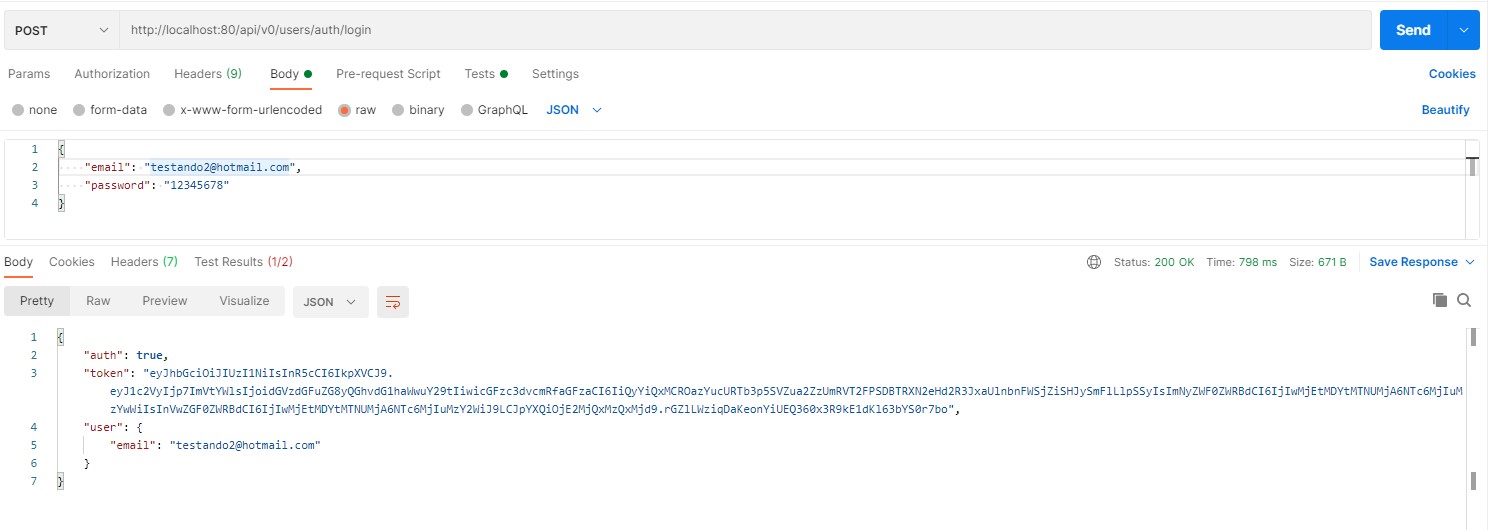 POST http://localhost:80/api/v0/users/auth/login Send
Params Authorization Headers (9) Body Pre-request Script Tests Settings Cookies
none form-data x-www-form-urlencoded raw binary GraphQL JSON Beautify
1 {
2 "email": "testando2@hotmail.com",
3 "password": "12345678"
4 }
Body Cookies Headers (7) Test Results (1/2) Status: 200 OK Time: 798 ms Size: 671 B Save Response
Pretty Raw Preview Visualize JSON
1 {
2 "auth": true,
3 "token": "eyJhbGciOiJIUzI1NiIsInR5cCI6IkpXVCJ9.
4 "user": {
5 "email": "testando2@hotmail.com"
6 }
7 }